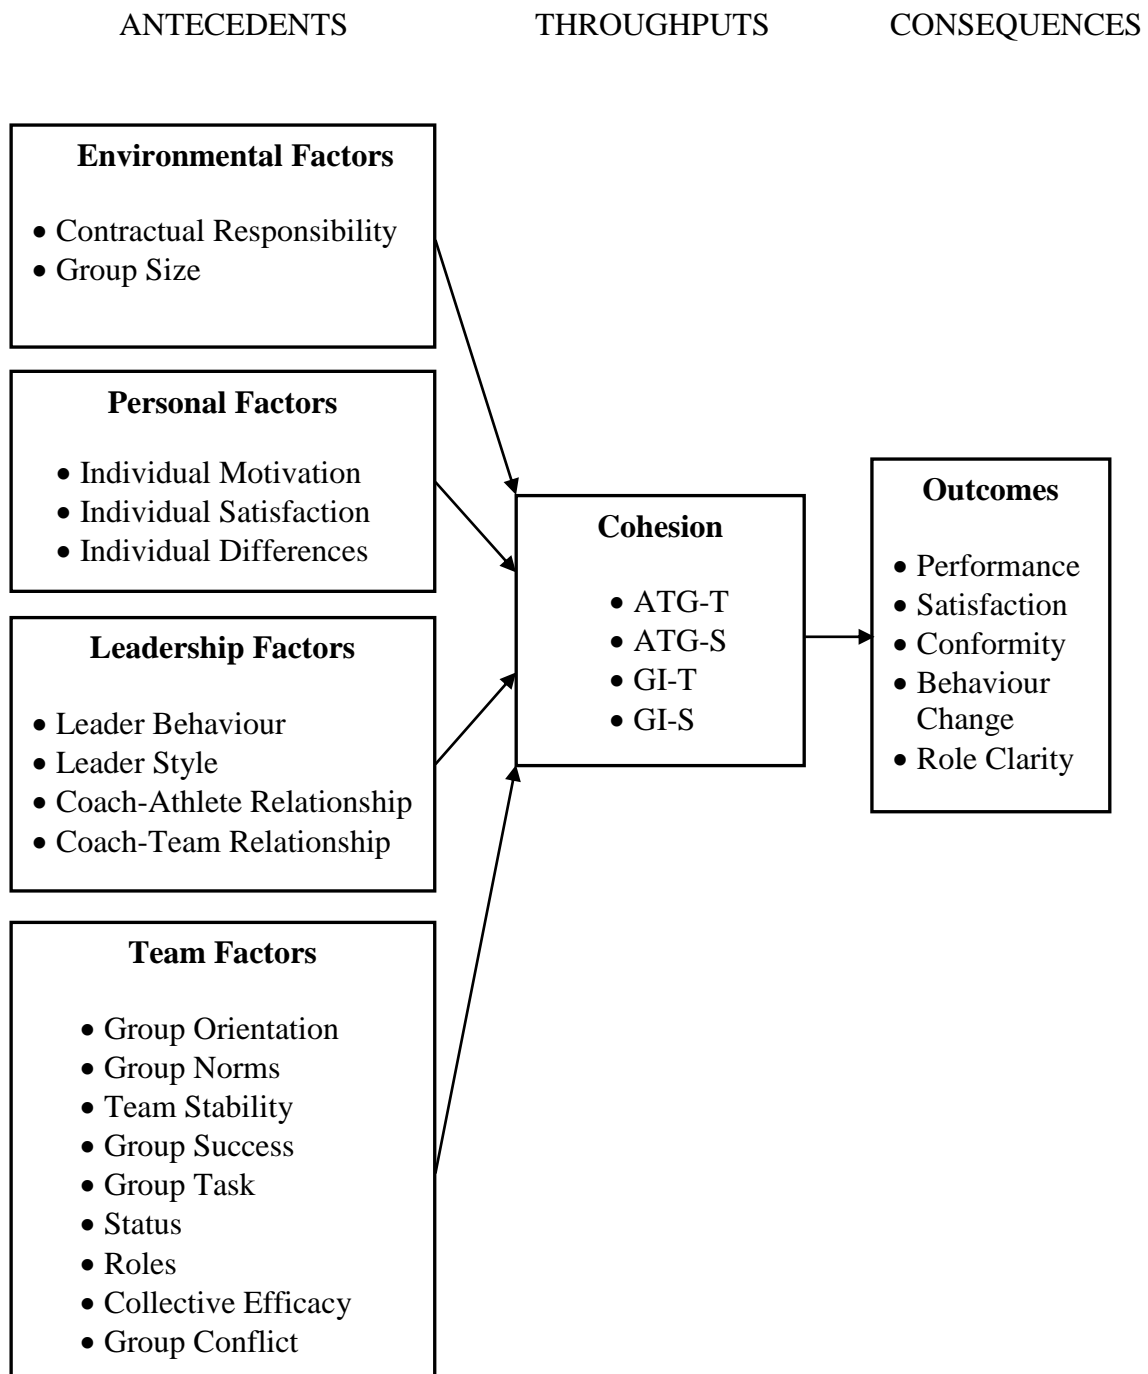 ANTECEDENTS THROUGHPUTS CONSEQUENCES
Environmental Factors
• Contractual Responsibility
• Group Size
Personal Factors
• Individual Motivation
• Individual Satisfaction
• Individual Differences
Leadership Factors
• Leader Behaviour
• Leader Style
• Coach-Athlete Relationship
• Coach-Team Relationship
Team Factors
• Group Orientation
• Group Norms
• Team Stability
• Group Success
• Group Task
• Status
• Roles
• Collective Efficacy
• Group Conflict
Cohesion
• ATG-T
• ATG-S
• GI-T
• GI-S
Outcomes
• Performance
• Satisfaction
• Conformity
• Behaviour
Change
• Role Clarity